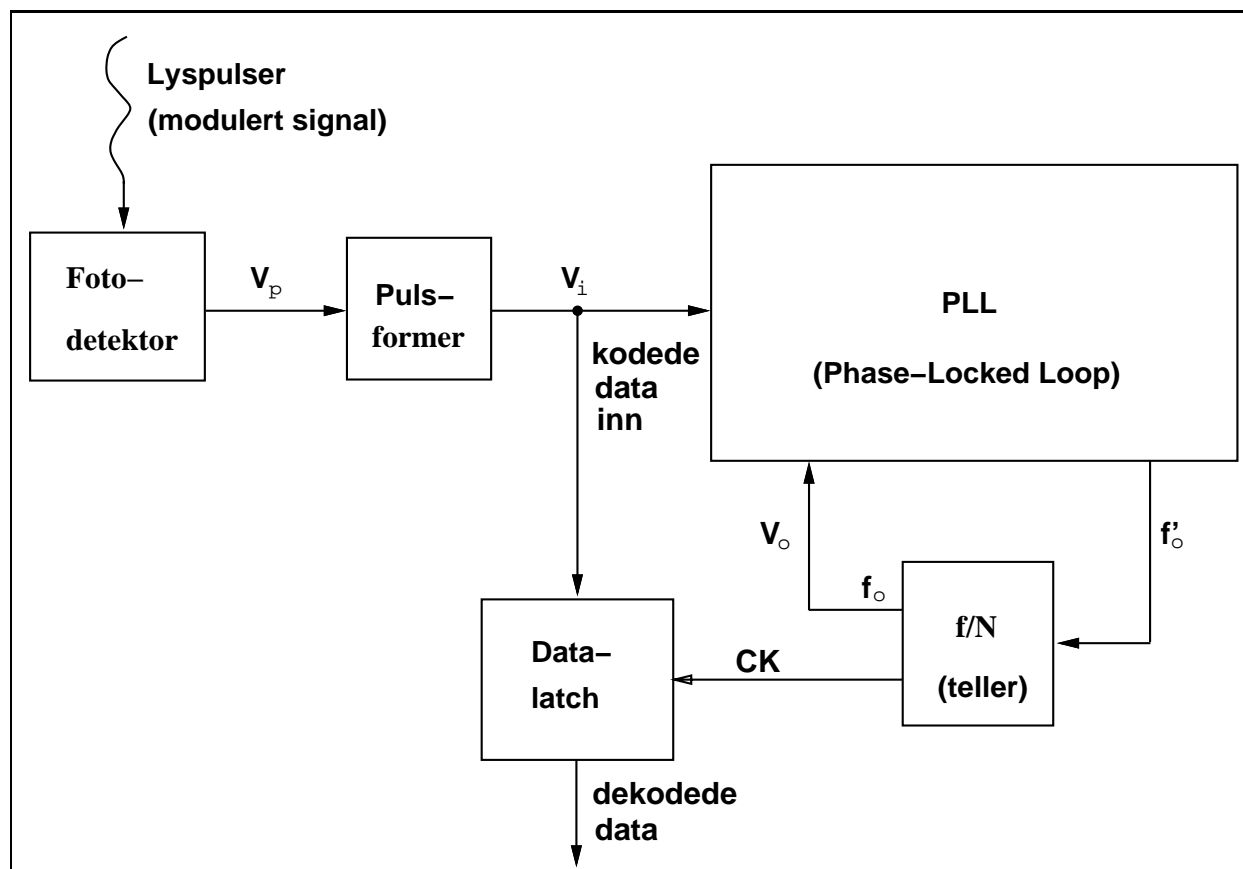 Lyspulser
(modulert signal)
Foto–
detektor
Vp
Puls–
former
Vi
kodede
data
inn
PLL
(Phase–Locked Loop)
Vo
f'o
fo
f/N
(teller)
CK
Data–
latch
dekodede
data